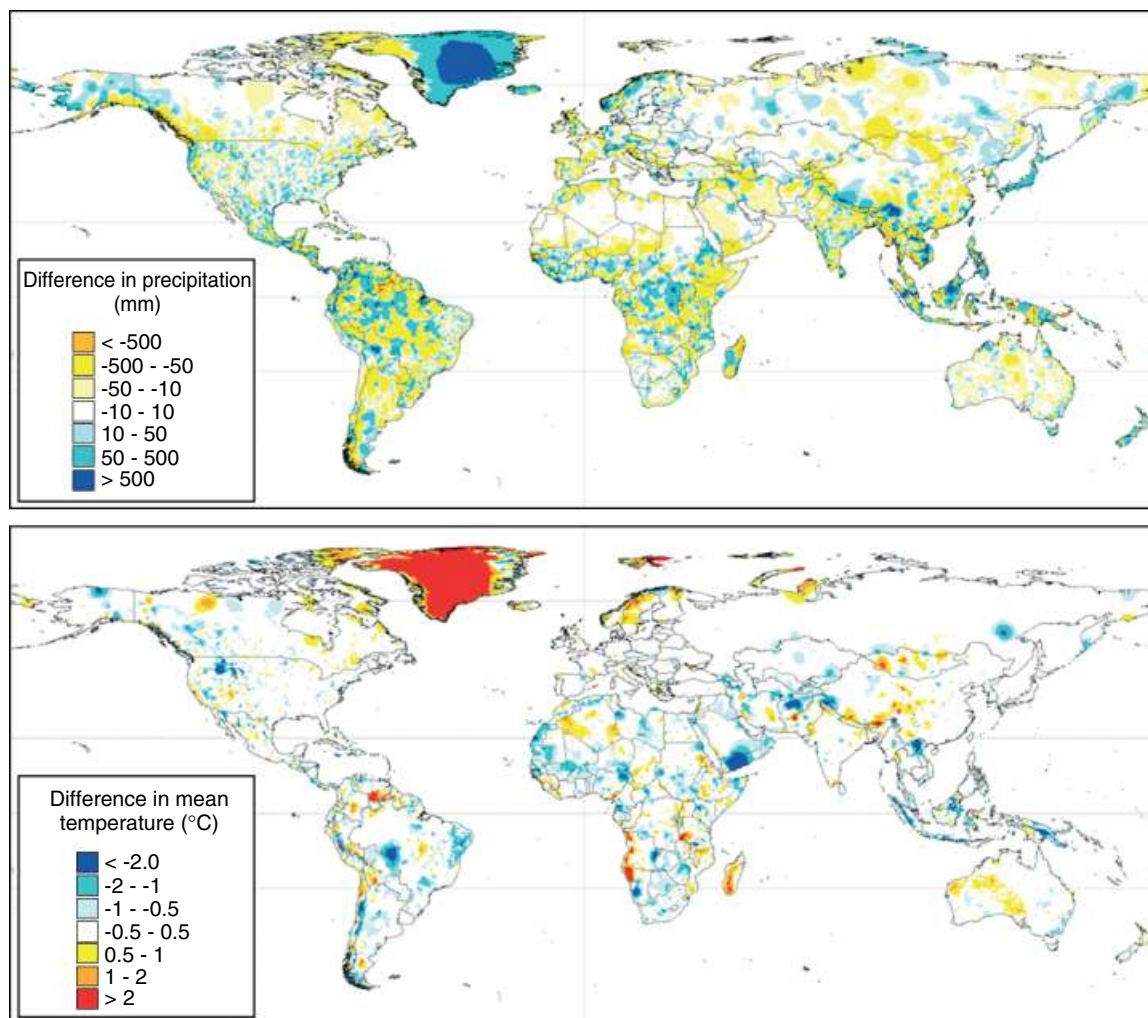 Difference in precipitation
(mm)
< -500
-500 - -50
-50 - -10
-10 - 10
10 - 50
50 - 500
> 500
Difference in mean
temperature (°C)
< -2.0
-2 - -1
-1 - -0.5
-0.5 - 0.5
0.5 - 1
1 - 2
> 2